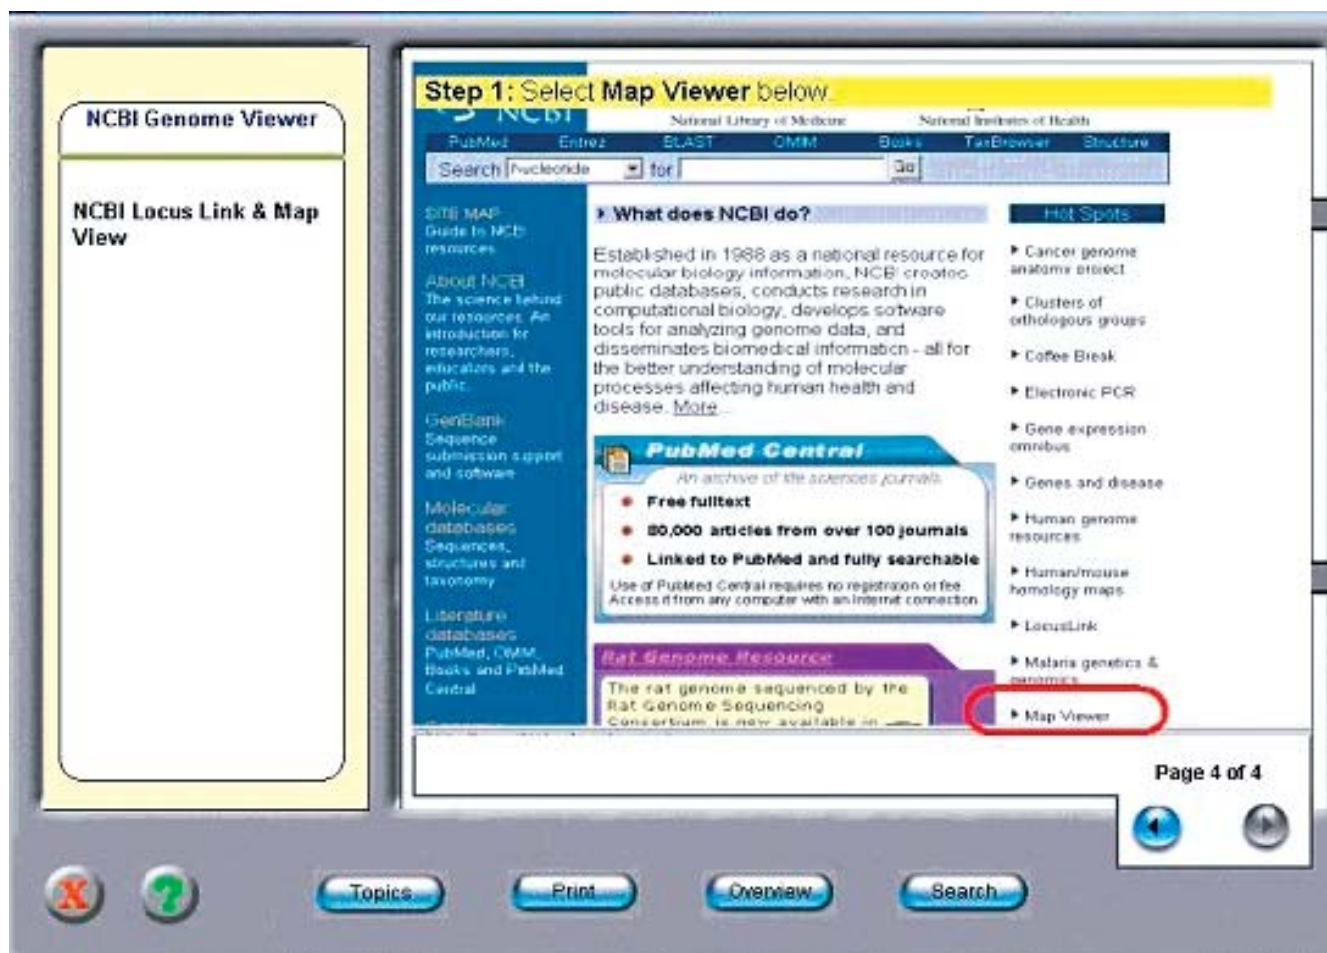 NCBI Genome Viewer
NCBI Locus Link & Map
View
Step 1: Select Map Viewer below.
NCBI
National Library of Medicine National Institutes of Health
PubMed Entrez BLAST OMIM Books TaxBrowser Structure
Search Nucleotide for Go
SITE MAP
Guide to NCBI
resources
About NCBI
The science behind
our resources. An
introduction for
researchers,
educators and the
public.
GenBank
Sequence
submission support
and software
Molecular
databases
Sequences,
structures and
taxonomy
Literature
databases
PubMed, OMIM,
Books and PubMed
Central
What does NCBI do?
Established in 1988 as a national resource for
molecular biology information, NCBI creates
public databases, conducts research in
computational biology, develops software
tools for analyzing genome data, and
disseminates biomedical information - all for
the better understanding of molecular
processes affecting human health and
disease. More...
PubMed Central
An archive of life sciences journals
Free fulltext
80,000 articles from over 100 journals
Linked to PubMed and fully searchable
Use of PubMed Central requires no registration or fee.
Access it from any computer with an Internet connection
Rat Genome Resource
The rat genome sequenced by the
Rat Genome Sequencing
Consortium is now available in
Hot Spots
Cancer genome
anatomy project
Clusters of
orthologous groups
Coffee Break
Electronic PCR
Gene expression
omnibus
Genes and disease
Human genome
resources
Human/mouse
homology maps
LocusLink
Malaria genetics &
genomics
Map Viewer
Page 4 of 4
X ? Topics Print Overview Search